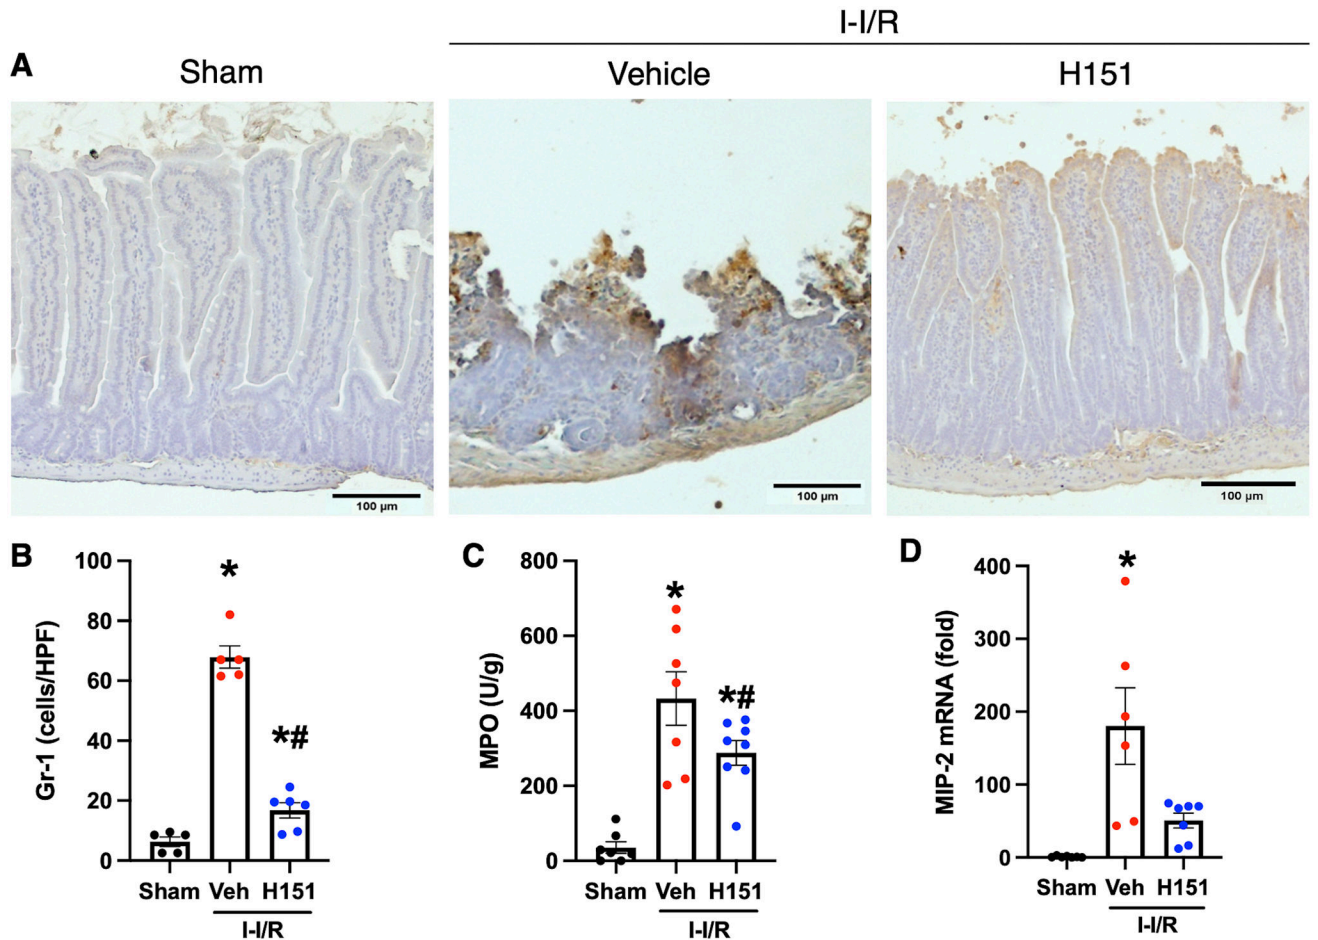 I-I/R
A Sham Vehicle H151
100 µm 100 µm 100 µm
B
Gr-1 (cells/HPF)
100
80
60
40
20
0
*
*#
Sham Veh H151
I-I/R
C
MPO (U/g)
800
600
400
200
0
*
*#
Sham Veh H151
I-I/R
D
MIP-2 mRNA (fold)
400
300
200
100
0
*
Sham Veh H151
I-I/R